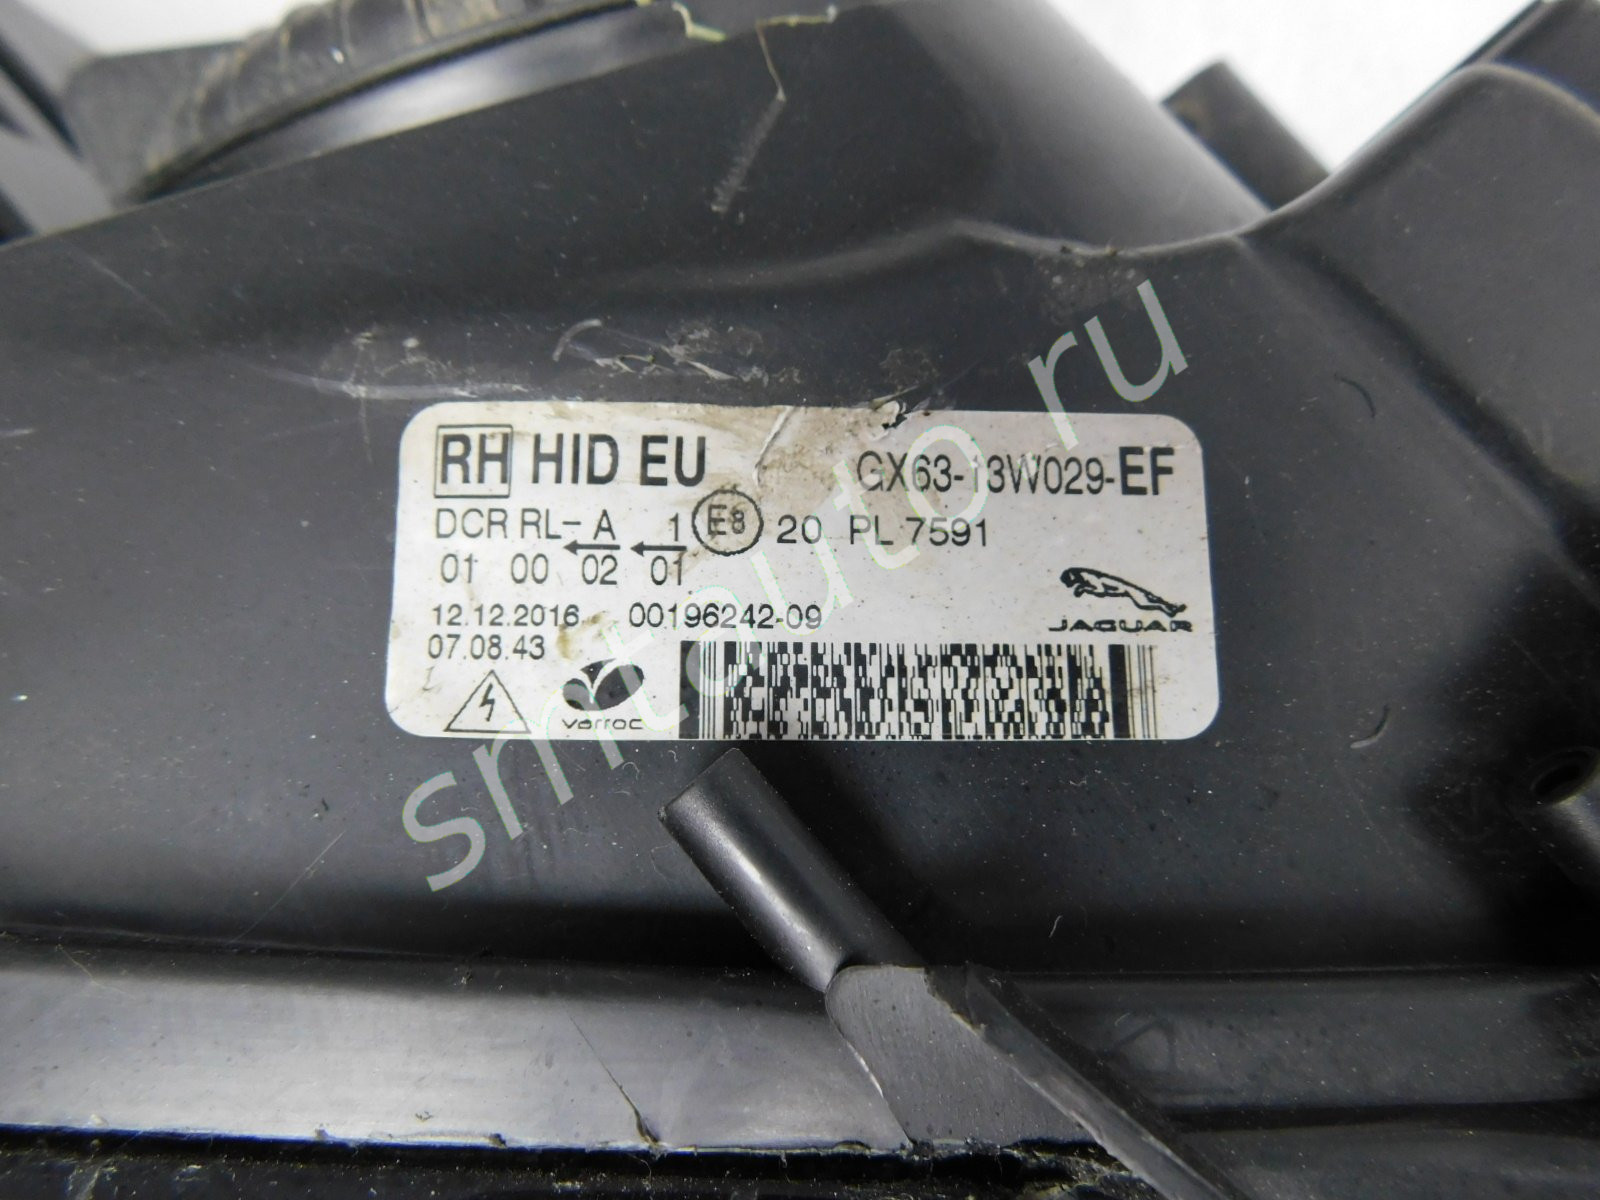 RH HID EU GX63-13W029-EF
DCR RL- A 1 E8 20 PL 7591
01 00 02 01
12.12.2016 00196242-09
JAGUAR
07.08.43
varroc
smtauto.ru